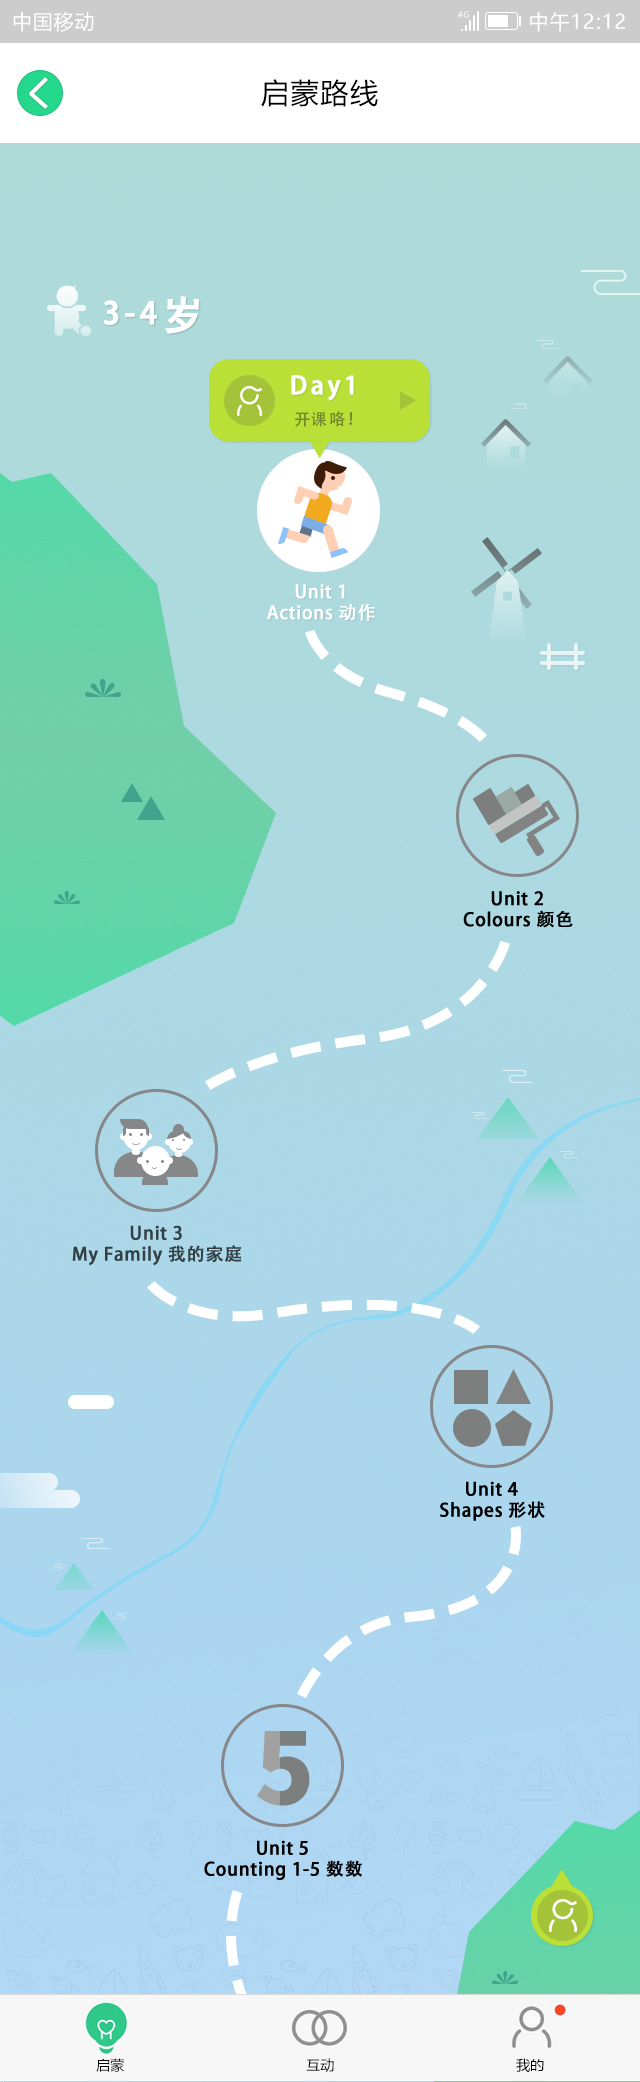 中国移动
4G
中午12:12
启蒙路线
3-4岁
Day1
开课咯!
Unit 1
Actions 动作
Unit 2
Colours 颜色
Unit 3
My Family 我的家庭
Unit 4
Shapes 形状
5
Unit 5
Counting 1-5 数数
启蒙
互动
我的